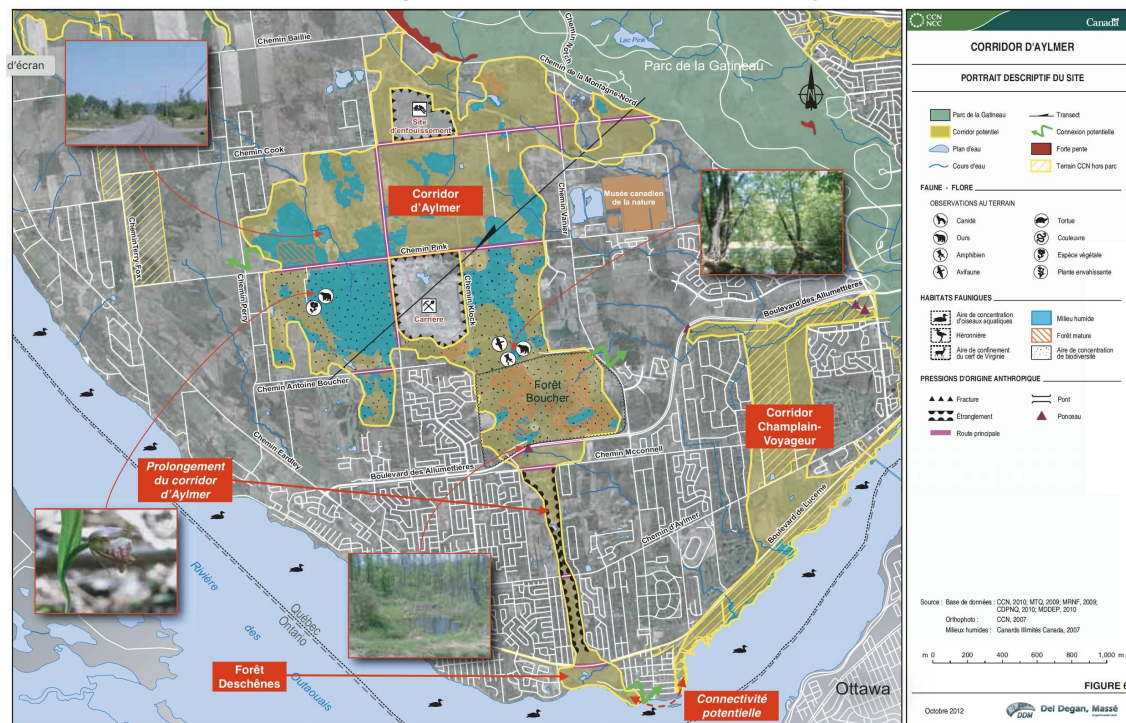 d'écran
Chemin Baillie
Lac Pink
Chemin Notch
Chemin de la Montagne-Nord
Parc de la Gatineau
Site
d'enfouissement
Chemin Cook
Corridor
d'Aylmer
Chemin Vanier
Musée canadien
de la nature
Chemin Terry Fox
Chemin Perry
Chemin Pink
Chemin Klock
Carrière
Boulevard des Allumettières
Chemin Antoine Boucher
Forêt
Boucher
Corridor
Champlain-
Voyageur
Chemin Eardley
Boulevard des Allumettières
Chemin Mcconnell
Prolongement
du corridor
d'Aylmer
Chemin d'Aylmer
Boulevard de Lucerne
Rivière
des
Outaouais
Québec
Ontario
Forêt
Deschênes
Connectivité
potentielle
Ottawa
CCN
NCC
Canada
CORRIDOR D'AYLMER
PORTRAIT DESCRIPTIF DU SITE
Parc de la Gatineau
Corridor potentiel
Plan d'eau
Cours d'eau
Transect
Connexion potentielle
Forte pente
Terrain CCN hors parc
FAUNE - FLORE
OBSERVATIONS AU TERRAIN
Canidé
Ours
Amphibien
Avifaune
Tortue
Couleuvre
Espèce végétale
Plante envahissante
HABITATS FAUNIQUES
Aire de concentration
d'oiseaux aquatiques
Héronnière
Aire de confinement
du cerf de Virginie
Milieu humide
Forêt mature
Aire de concentration
de biodiversité
PRESSIONS D'ORIGINE ANTHROPIQUE
Fracture
Étranglement
Route principale
Pont
Ponceau
Source : Base de données : CCN, 2010; MTQ, 2009; MRNF, 2009;
CDPNQ, 2010; MDDEP, 2010
Orthophoto : CCN, 2007
Milieux humides : Canards Illimités Canada, 2007
m 0 200 400 600 800 1,000 m
FIGURE 6
Octobre 2012
DDM
Del Degan, Massé